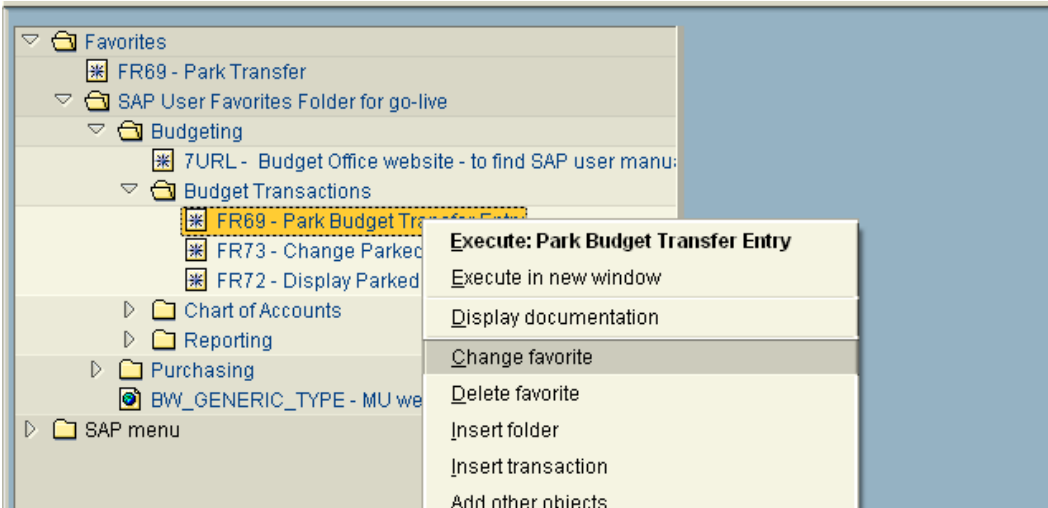 Favorites
FR69 - Park Transfer
SAP User Favorites Folder for go-live
Budgeting
7URL - Budget Office website - to find SAP user manu
Budget Transactions
FR69 - Park Budget Transfer Entry
FR73 - Change Parked
FR72 - Display Parked
Chart of Accounts
Reporting
Purchasing
BW_GENERIC_TYPE - MU we
SAP menu
Execute: Park Budget Transfer Entry
Execute in new window
Display documentation
Change favorite
Delete favorite
Insert folder
Insert transaction
Add other objects